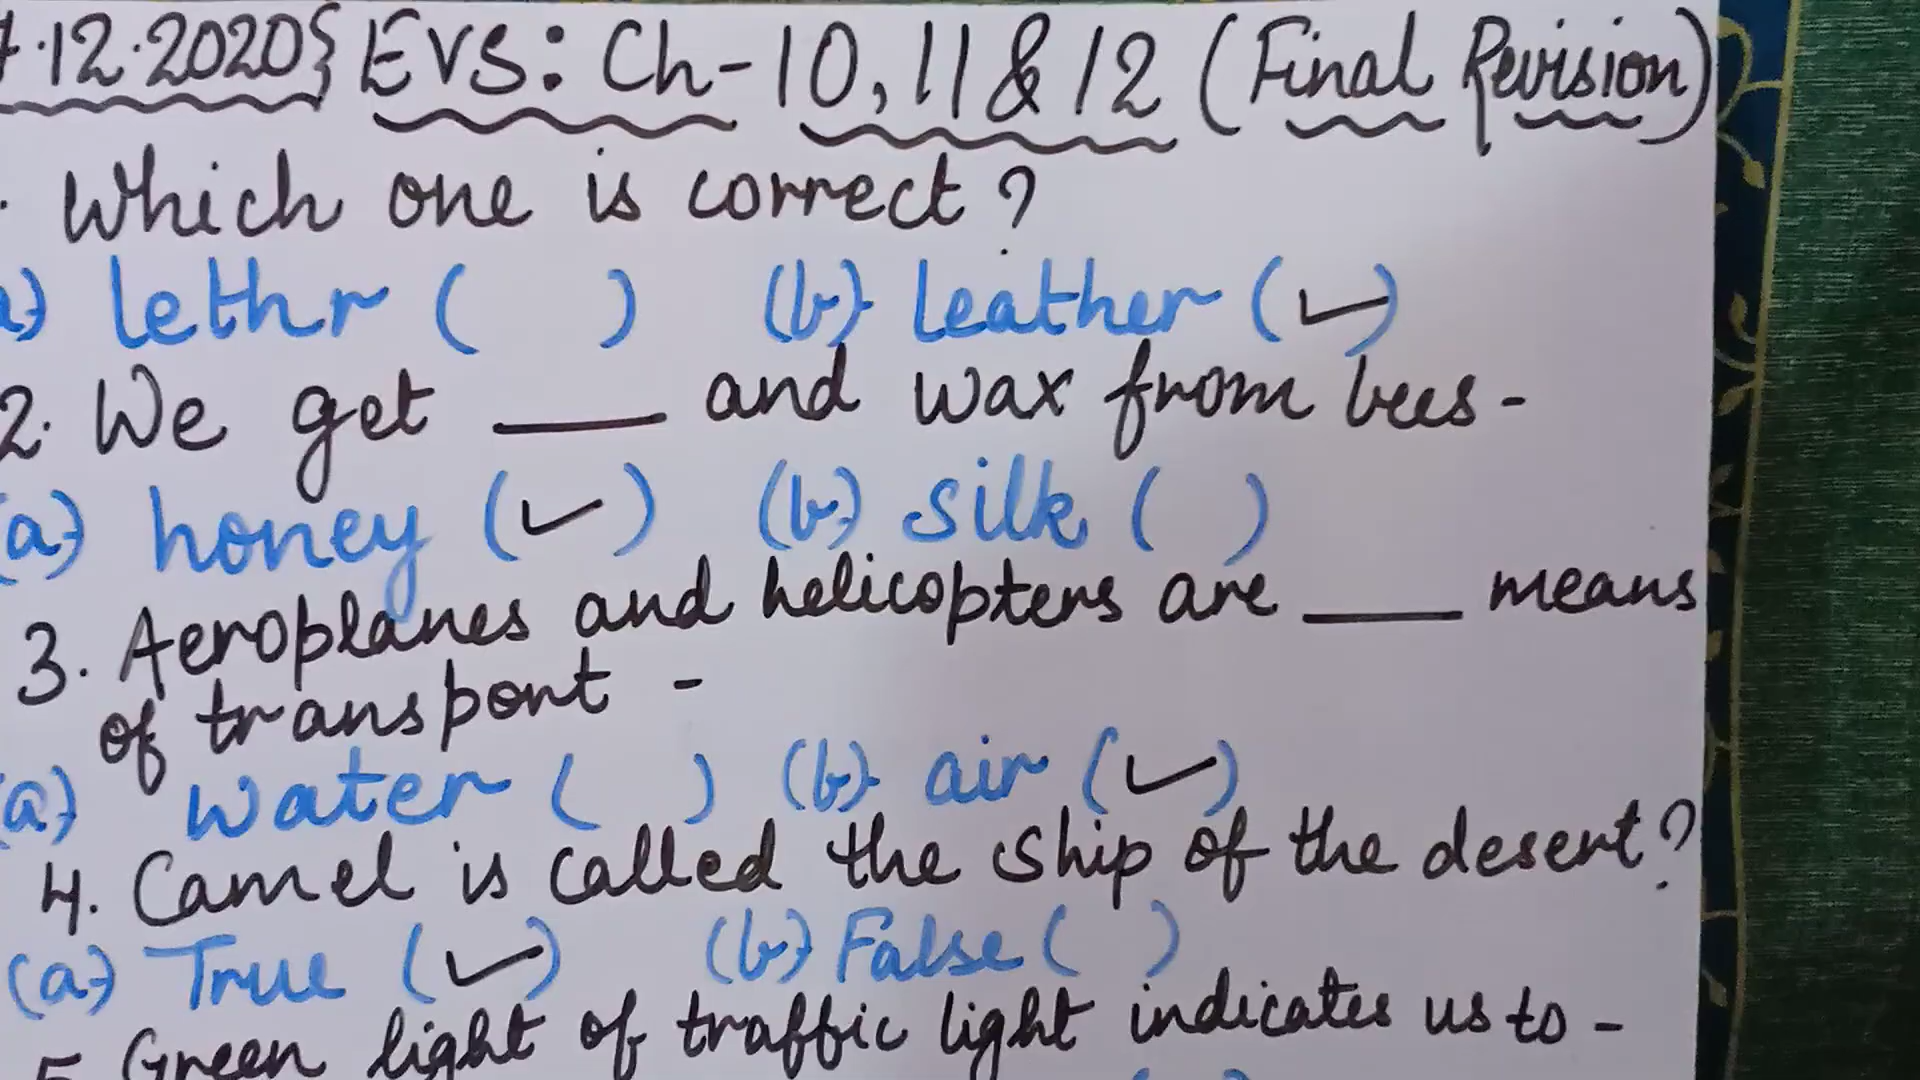 .12.2020} EVS: Ch-10,11 & 12 (Final Revision)
. Which one is correct?
a) lethr ( ) (b) leather (✓)
2. We get ___ and wax from bees -
(a) honey (✓) (b) silk ( )
3. Aeroplanes and helicopters are ___ means
of transport -
(a) water ( ) (b) air (✓)
4. Camel is called the ship of the desert?
(a) True (✓) (b) False ( )
5. Green light of traffic light indicates us to -